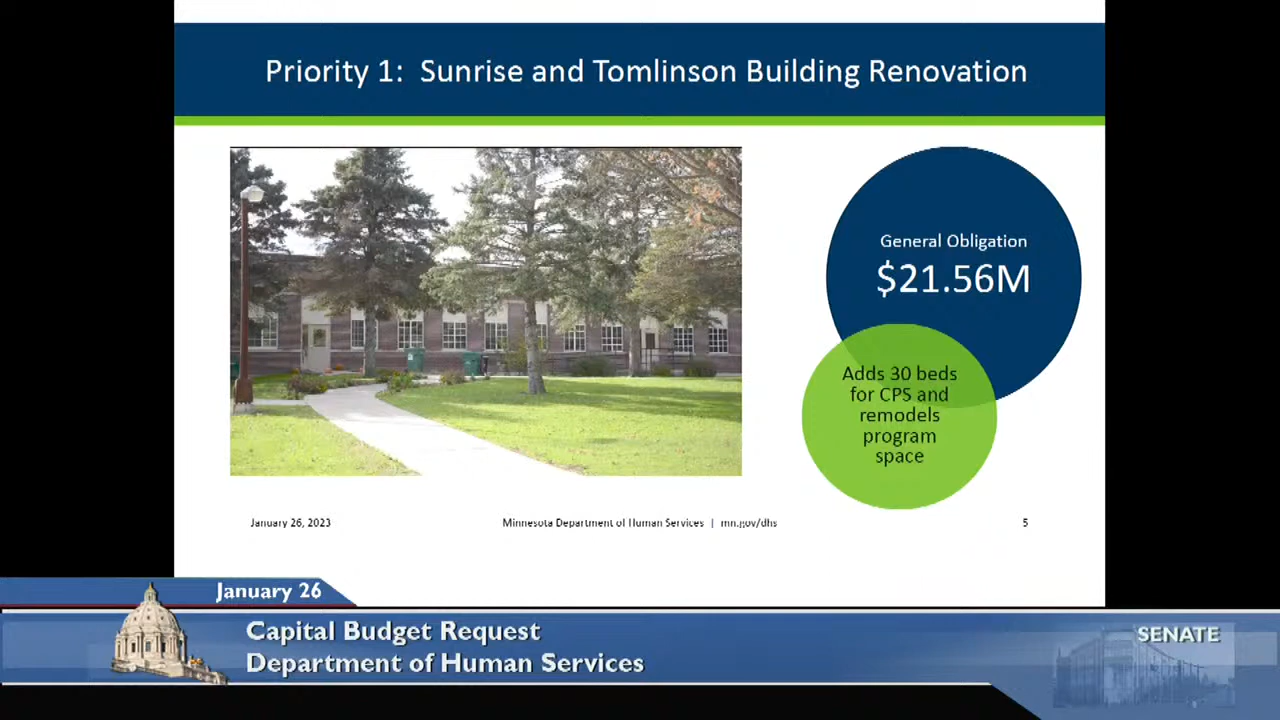 Priority 1: Sunrise and Tomlinson Building Renovation
General Obligation
$21.56M
Adds 30 beds
for CPS and
remodels
program
space
January 26, 2023
Minnesota Department of Human Services | mn.gov/dhs
5
January 26
Capital Budget Request
Department of Human Services
SENATE